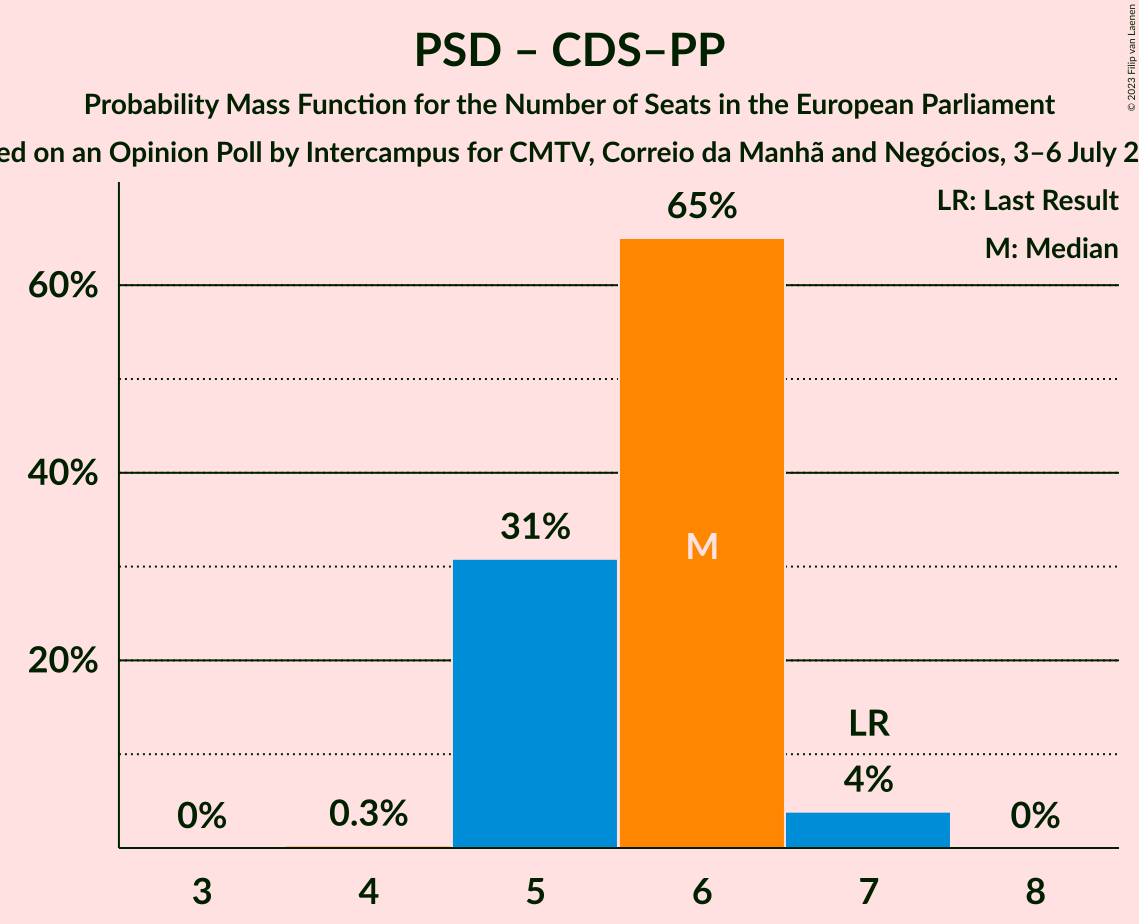 PSD – CDS–PP
Probability Mass Function for the Number of Seats in the European Parliament
on an Opinion Poll by Intercampus for CMTV, Correio da Manhã and Negócios, 3–6 July
© 2023 Filip van Laenen
LR: Last Result
M: Median
60%
40%
20%
0%
0.3%
31%
65%
M
LR
4%
0%
3 4 5 6 7 8